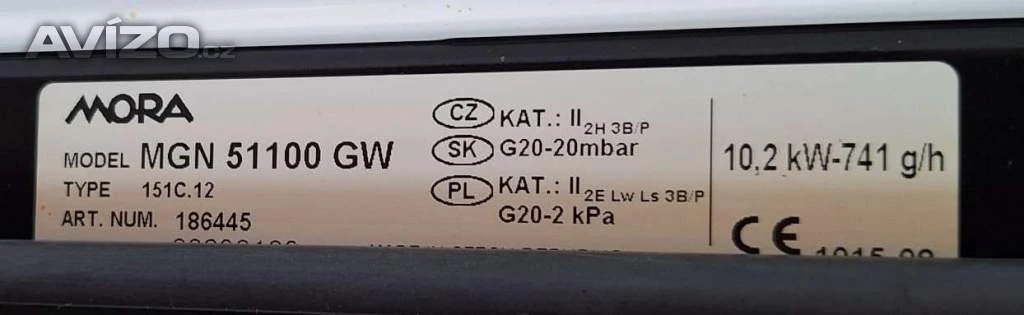 AVÍZO.cz
MORA
MODEL MGN 51100 GW
TYPE 151C.12
ART. NUM. 186445
CZ KAT.: II2H 3B/P
SK G20-20mbar
PL KAT.: II2E Lw Ls 3B/P
G20-2 kPa
10,2 kW-741 g/h
CE